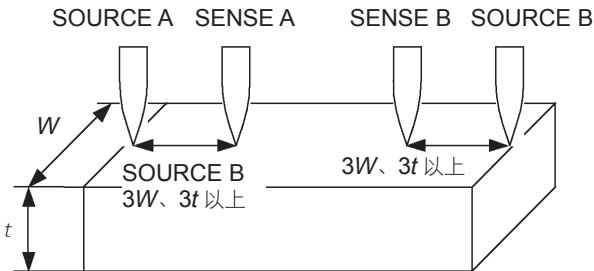 SOURCE A SENSE A SENSE B SOURCE B
W
SOURCE B
3W、3t 以上
3W、3t 以上
t